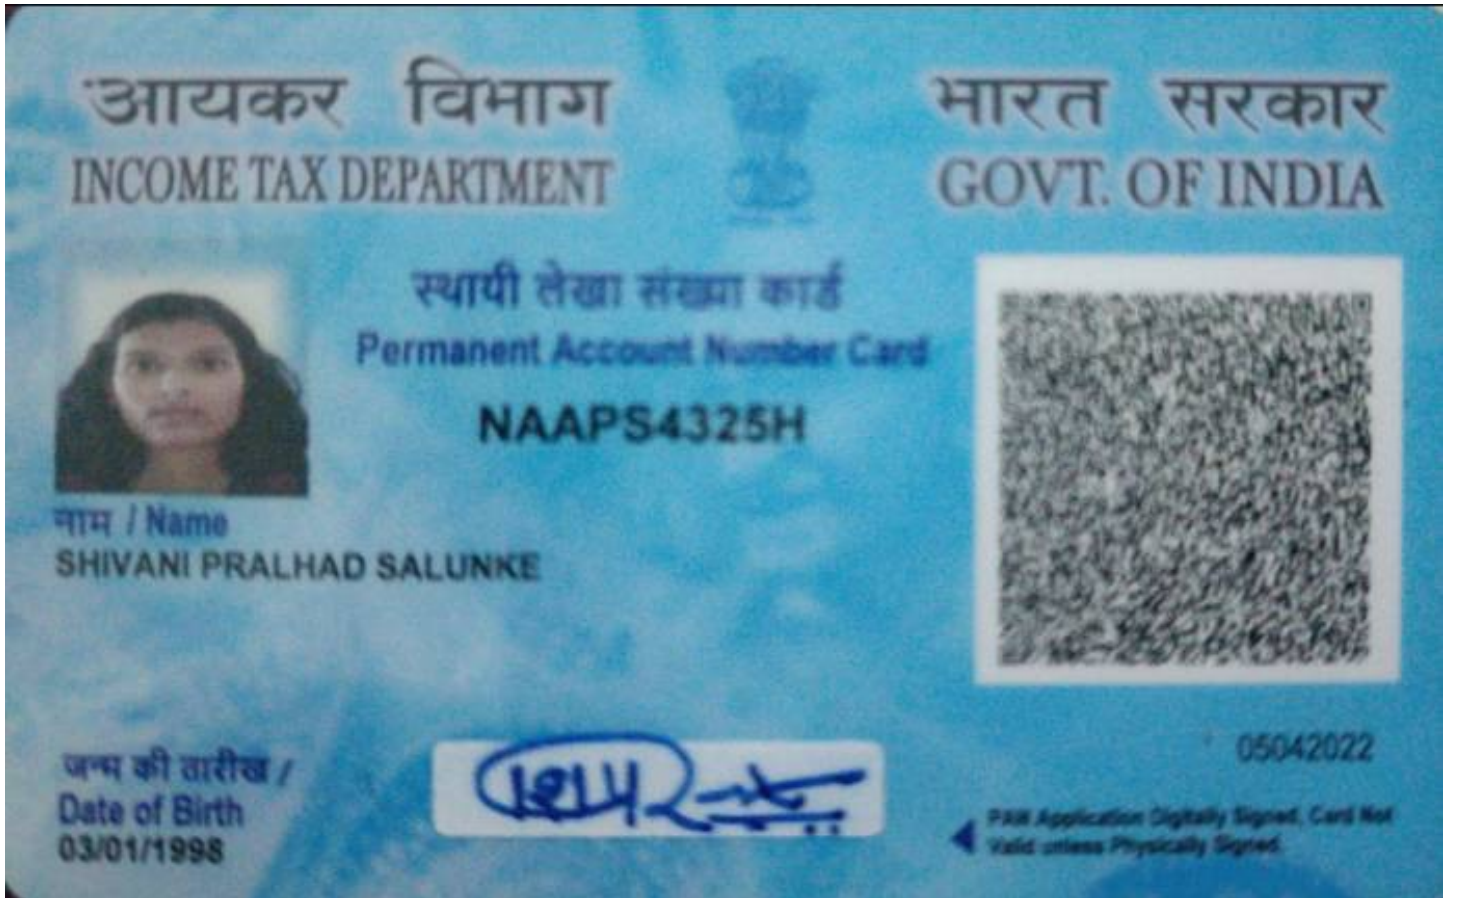 आयकर विभाग
भारत सरकार
INCOME TAX DEPARTMENT
GOVT. OF INDIA
स्थायी लेखा संख्या कार्ड
Permanent Account Number Card
NAAPS4325H
नाम / Name
SHIVANI PRALHAD SALUNKE
05042022
जन्म की तारीख /
Date of Birth
03/01/1998
PAN Application Digitally Signed, Card Not
Valid unless Physically Signed